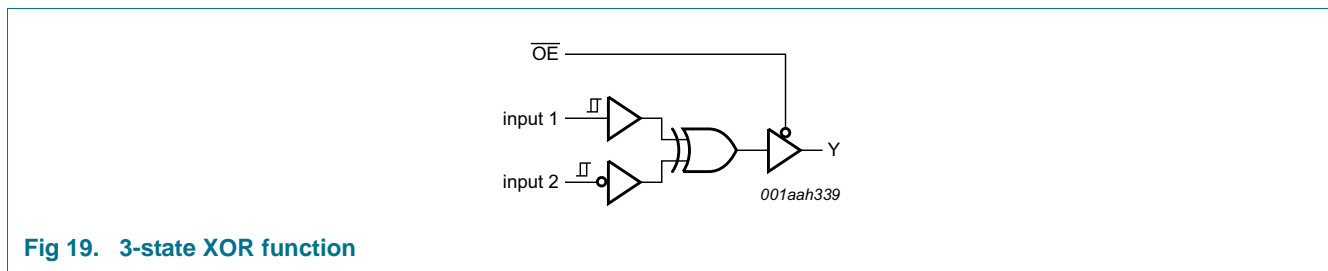 OE
input 1
input 2
Y
001aah339
Fig 19. 3-state XOR function